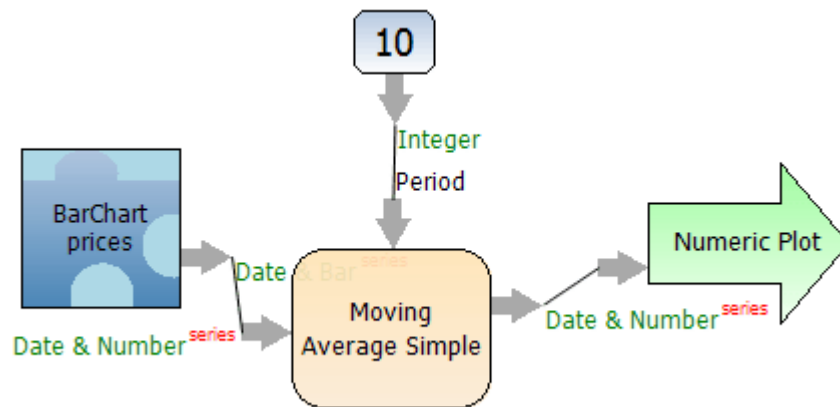 10
Integer
Period
BarChart
prices
Date & Bar series
Date & Number series
Moving
Average Simple
Numeric Plot
Date & Number series